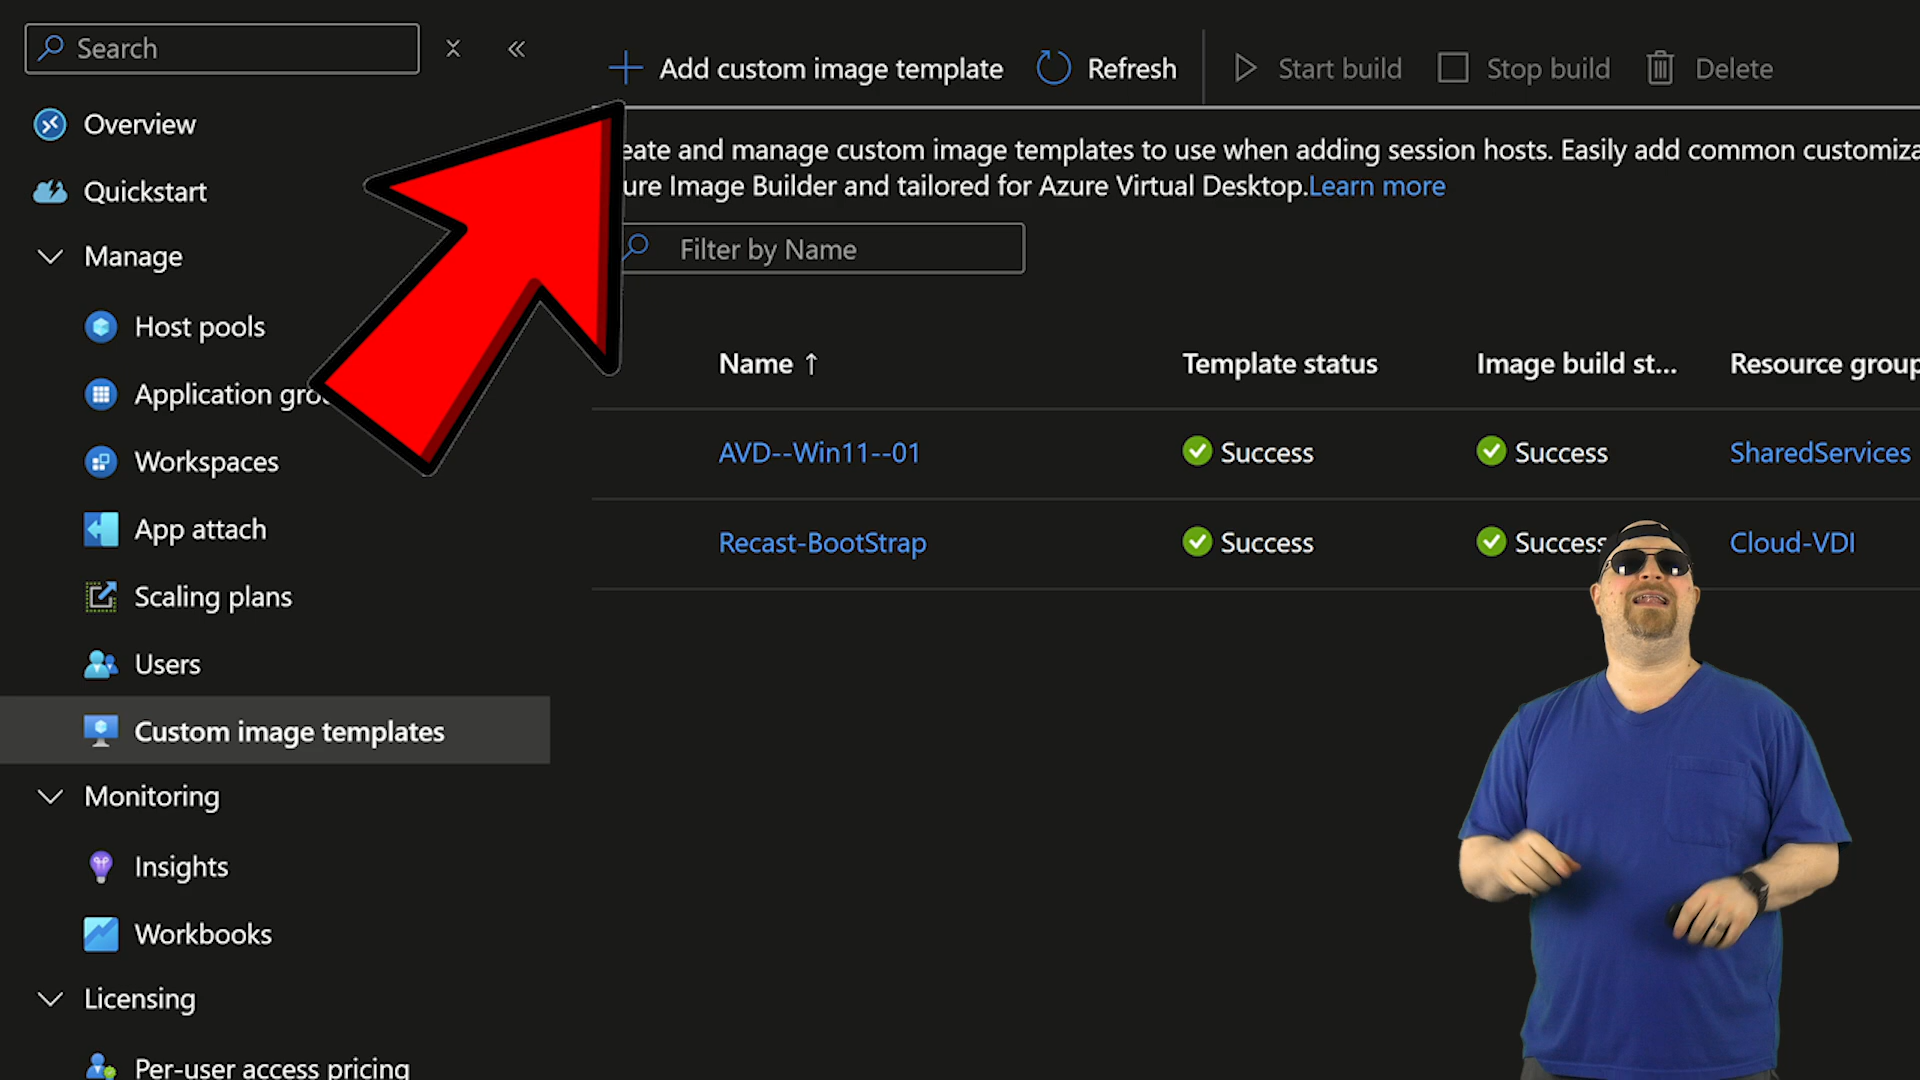 Search
Overview
Quickstart
Manage
Host pools
Application gro
Workspaces
App attach
Scaling plans
Users
Custom image templates
Monitoring
Insights
Workbooks
Licensing
Per-user access pricing
Add custom image template
Refresh
Start build
Stop build
Delete
eate and manage custom image templates to use when adding session hosts. Easily add common customiza
ure Image Builder and tailored for Azure Virtual Desktop.Learn more
Filter by Name
Name ↑ Template status Image build st... Resource group
AVD--Win11--01 Success Success SharedServices
Recast-BootStrap Success Success Cloud-VDI